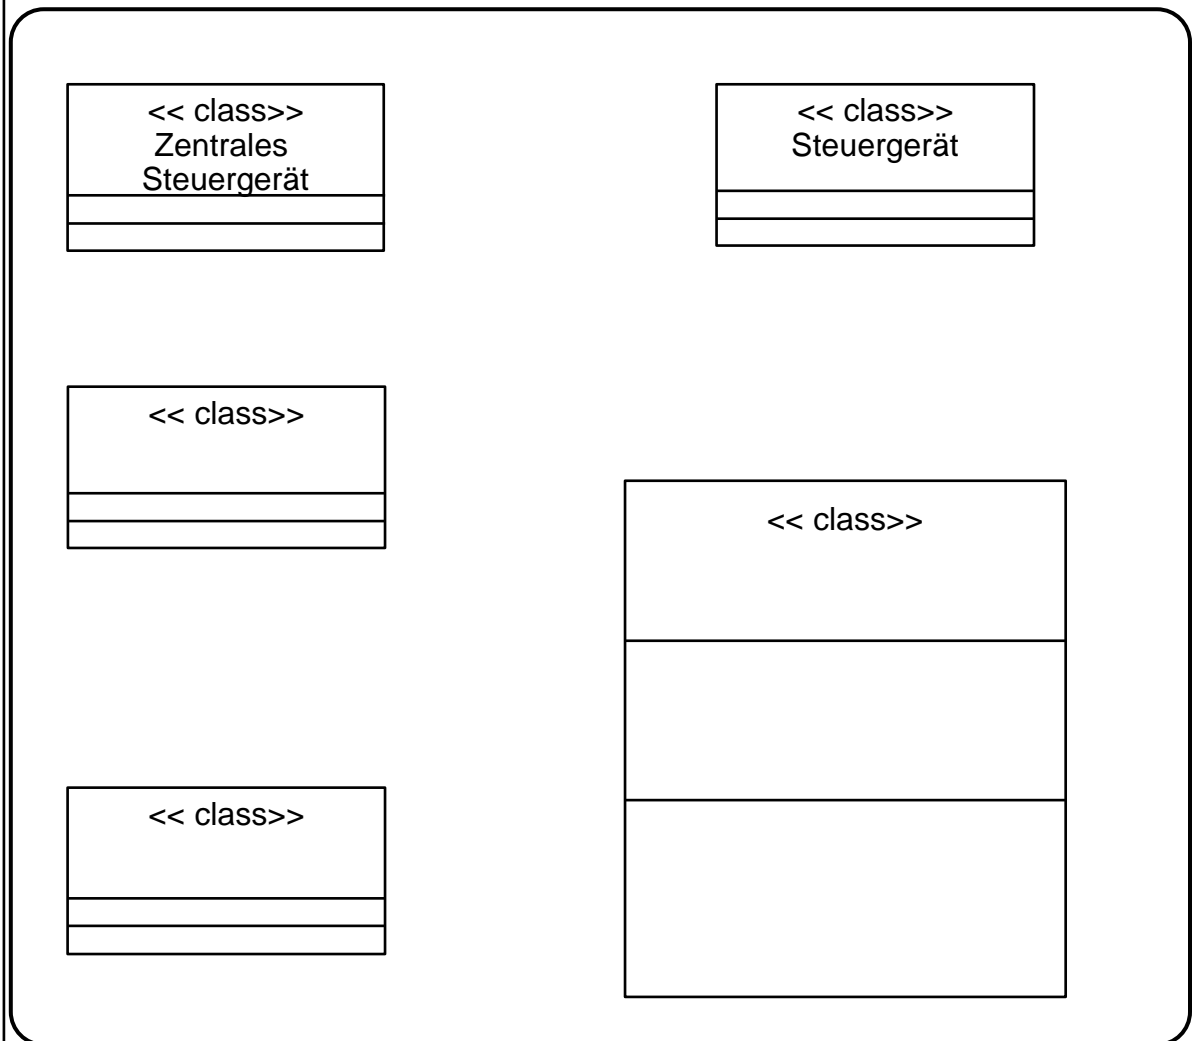 << class>>
Zentrales
Steuergerät
<< class>>
Steuergerät
<< class>>
<< class>>
<< class>>